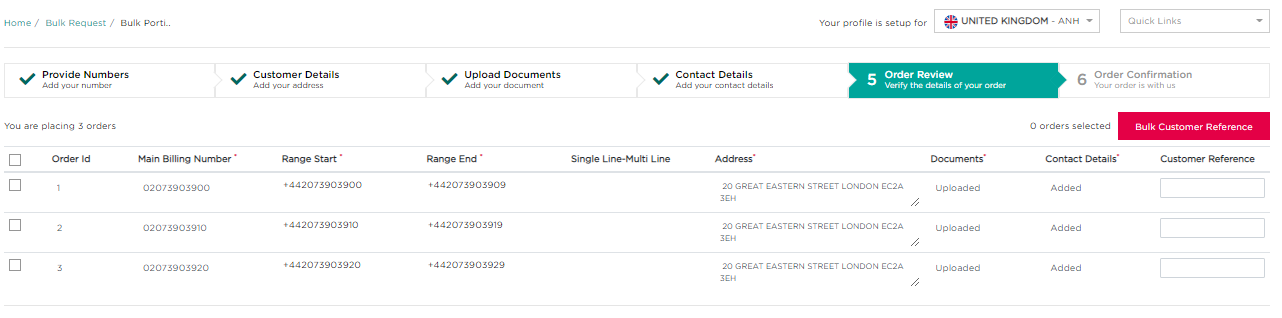 Home / Bulk Request / Bulk Porti..
Your profile is setup for UNITED KINGDOM - ANH Quick Links
Provide Numbers
Add your number
Customer Details
Add your address
Upload Documents
Add your document
Contact Details
Add your contact details
5 Order Review
Verify the details of your order
6 Order Confirmation
Your order is with us
You are placing 3 orders
0 orders selected Bulk Customer Reference
Order Id Main Billing Number * Range Start * Range End * Single Line-Multi Line Address* Documents* Contact Details* Customer Reference
1 02073903900 +442073903900 +442073903909 20 GREAT EASTERN STREET LONDON EC2A Uploaded Added
3EH
2 02073903910 +442073903910 +442073903919 20 GREAT EASTERN STREET LONDON EC2A Uploaded Added
3EH
3 02073903920 +442073903920 +442073903929 20 GREAT EASTERN STREET LONDON EC2A Uploaded Added
3EH